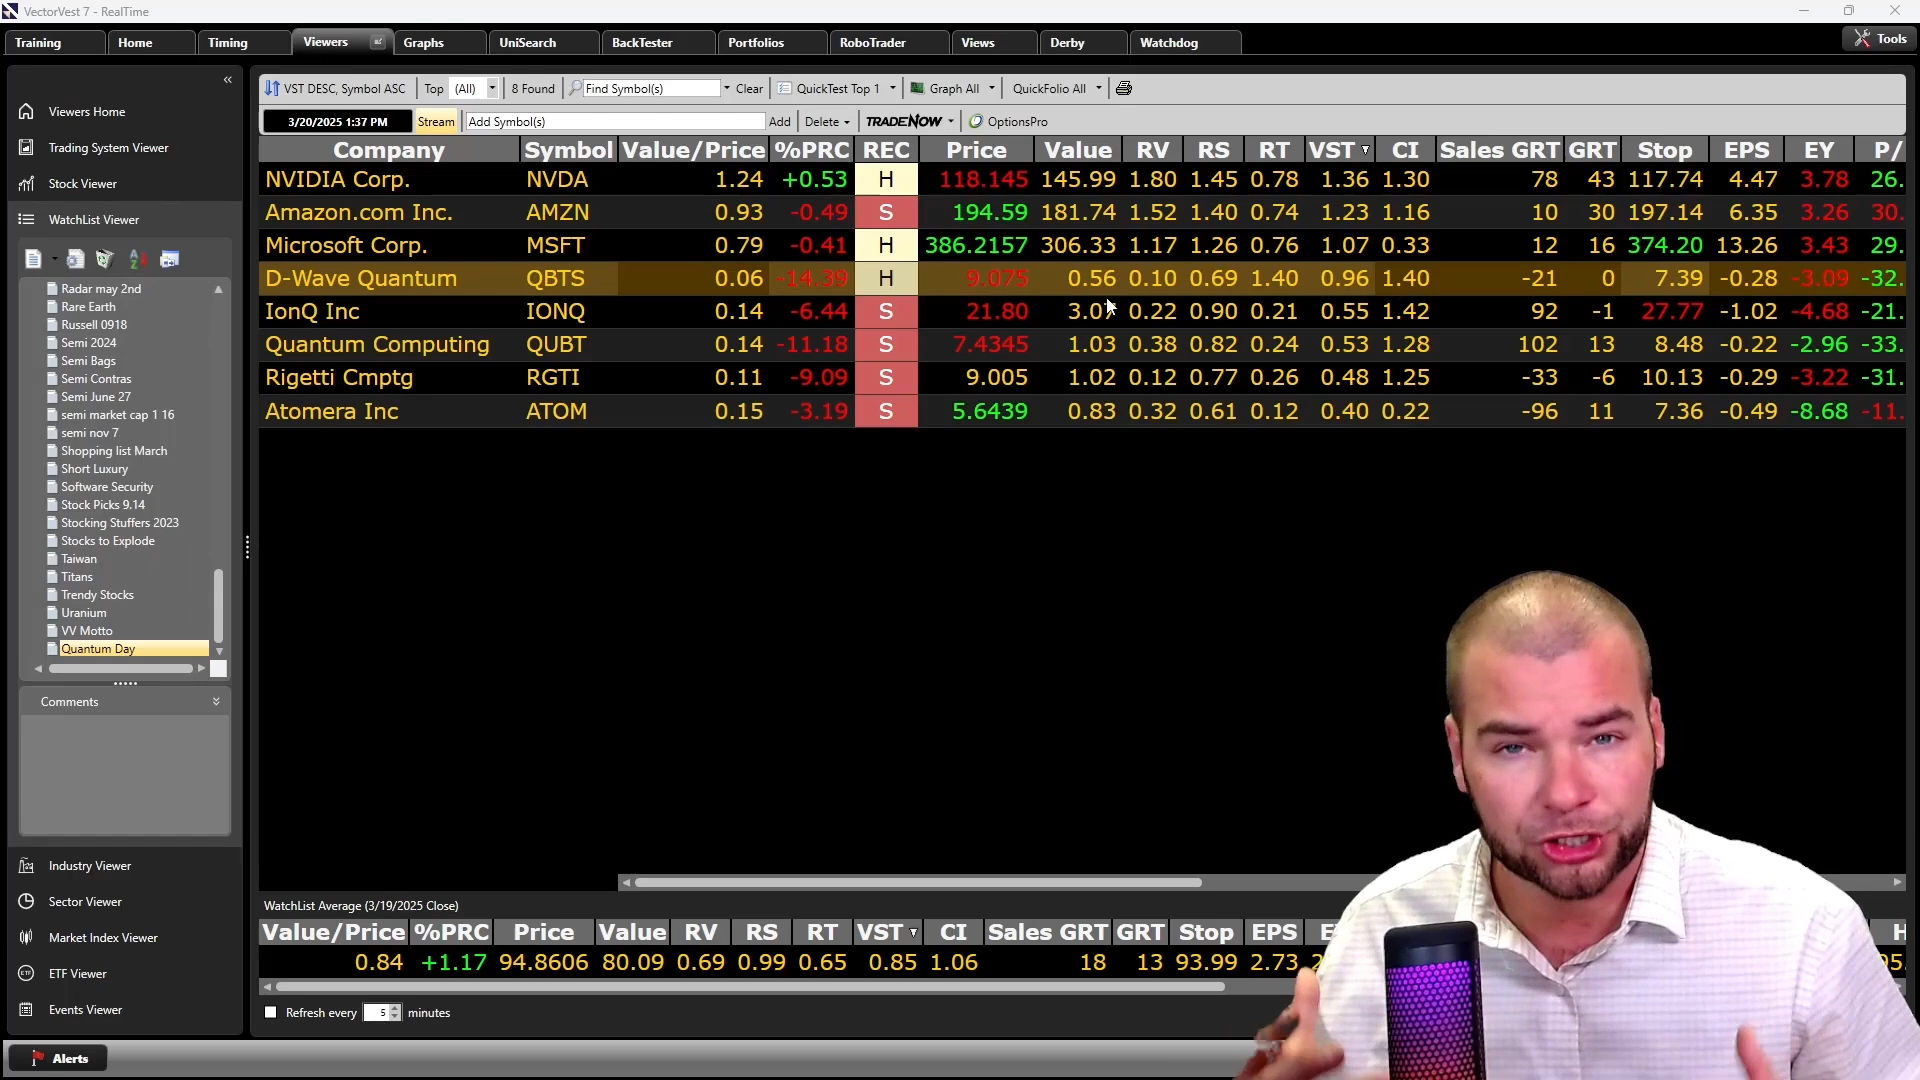 VectorVest 7 - RealTime
Training Home Timing Viewers Graphs UniSearch BackTester Portfolios RoboTrader Views Derby Watchdog Tools
VST DESC, Symbol ASC Top (All) 8 Found Find Symbol(s) Clear QuickTest Top 1 Graph All QuickFolio All
3/20/2025 1:37 PM Stream Add Symbol(s) Add Delete TRADENOW OptionsPro
Viewers Home
Trading System Viewer
Stock Viewer
WatchList Viewer
Radar may 2nd
Rare Earth
Russell 0918
Semi 2024
Semi Bags
Semi Contras
Semi June 27
semi market cap 1 16
semi nov 7
Shopping list March
Short Luxury
Software Security
Stock Picks 9.14
Stocking Stuffers 2023
Stocks to Explode
Taiwan
Titans
Trendy Stocks
Uranium
VV Motto
Quantum Day
Comments
Industry Viewer
Sector Viewer
Market Index Viewer
ETF Viewer
Events Viewer
Alerts
Company Symbol Value/Price %PRC REC Price Value RV RS RT VST CI Sales GRT GRT Stop EPS EY P/
NVIDIA Corp. NVDA 1.24 +0.53 H 118.145 145.99 1.80 1.45 0.78 1.36 1.30 78 43 117.74 4.47 3.78 26.
Amazon.com Inc. AMZN 0.93 -0.49 S 194.59 181.74 1.52 1.40 0.74 1.23 1.16 10 30 197.14 6.35 3.26 30.
Microsoft Corp. MSFT 0.79 -0.41 H 386.2157 306.33 1.17 1.26 0.76 1.07 0.33 12 16 374.20 13.26 3.43 29.
D-Wave Quantum QBTS 0.06 -14.39 H 9.075 0.56 0.10 0.69 1.40 0.96 1.40 -21 0 7.39 -0.28 -3.09 -32.
IonQ Inc IONQ 0.14 -6.44 S 21.80 3.07 0.22 0.90 0.21 0.55 1.42 92 -1 27.77 -1.02 -4.68 -21.
Quantum Computing QUBT 0.14 -11.18 S 7.4345 1.03 0.38 0.82 0.24 0.53 1.28 102 13 8.48 -0.22 -2.96 -33.
Rigetti Cmptg RGTI 0.11 -9.09 S 9.005 1.02 0.12 0.77 0.26 0.48 1.25 -33 -6 10.13 -0.29 -3.22 -31.
Atomera Inc ATOM 0.15 -3.19 S 5.6439 0.83 0.32 0.61 0.12 0.40 0.22 -96 11 7.36 -0.49 -8.68 -11.
WatchList Average (3/19/2025 Close)
Value/Price %PRC Price Value RV RS RT VST CI Sales GRT GRT Stop EPS
0.84 +1.17 94.8606 80.09 0.69 0.99 0.65 0.85 1.06 18 13 93.99 2.73
Refresh every 5 minutes